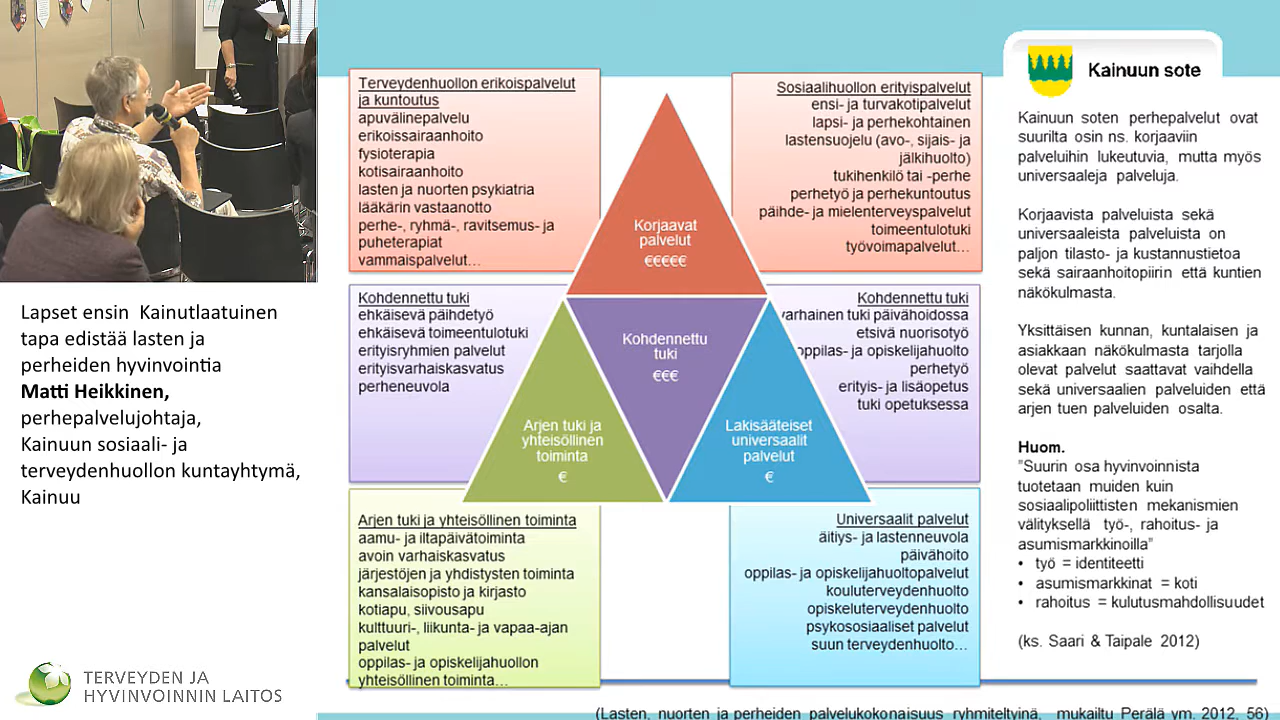 Lapset ensin Kainutlaatuinen
tapa edistää lasten ja
perheiden hyvinvointia
Matti Heikkinen,
perhepalvelujohtaja,
Kainuun sosiaali- ja
terveydenhuollon kuntayhtymä,
Kainuu
TERVEYDEN JA
HYVINVOINNIN LAITOS
Terveydenhuollon erikoispalvelut
ja kuntoutus
apuvälinepalvelu
erikoissairaanhoito
fysioterapia
kotisairaanhoito
lasten ja nuorten psykiatria
lääkärin vastaanotto
perhe-, ryhmä-, ravitsemus- ja
puheterapiat
vammaispalvelut…
Sosiaalihuollon erityispalvelut
ensi- ja turvakotipalvelut
lapsi- ja perhekohtainen
lastensuojelu (avo-, sijais- ja
jälkihuolto)
tukihenkilö tai -perhe
perhetyö ja perhekuntoutus
päihde- ja mielenterveyspalvelut
toimeentulotuki
työvoimapalvelut…
Korjaavat
palvelut
€€€€€
Kohdennettu tuki
ehkäisevä päihdetyö
ehkäisevä toimeentulotuki
erityisryhmien palvelut
erityisvarhaiskasvatus
perheneuvola
Kohdennettu
tuki
€€€
Kohdennettu tuki
varhainen tuki päivähoidossa
etsivä nuorisotyö
oppilas- ja opiskelijahuolto
perhetyö
erityis- ja lisäopetus
tuki opetuksessa
Arjen tuki ja
yhteisöllinen
toiminta
€
Lakisääteiset
universaalit
palvelut
€
Arjen tuki ja yhteisöllinen toiminta
aamu- ja iltapäivätoiminta
avoin varhaiskasvatus
järjestöjen ja yhdistysten toiminta
kansalaisopisto ja kirjasto
kotiapu, siivousapu
kulttuuri-, liikunta- ja vapaa-ajan
palvelut
oppilas- ja opiskelijahuollon
yhteisöllinen toiminta…
Universaalit palvelut
äitiys- ja lastenneuvola
päivähoito
oppilas- ja opiskelijahuoltopalvelut
kouluterveydenhuolto
opiskeluterveydenhuolto
psykososiaaliset palvelut
suun terveydenhuolto…
Kainuun sote
Kainuun soten perhepalvelut ovat
suurilta osin ns. korjaaviin
palveluihin lukeutuvia, mutta myös
universaaleja palveluja.
Korjaavista palveluista sekä
universaaleista palveluista on
paljon tilasto- ja kustannustietoa
sekä sairaanhoitopiirin että kuntien
näkökulmasta.
Yksittäisen kunnan, kuntalaisen ja
asiakkaan näkökulmasta tarjolla
olevat palvelut saattavat vaihdella
sekä universaalien palveluiden että
arjen tuen palveluiden osalta.
Huom.
”Suurin osa hyvinvoinnista
tuotetaan muiden kuin
sosiaalipoliittisten mekanismien
välityksellä työ-, rahoitus- ja
asumismarkkinoilla”
• työ = identiteetti
• asumismarkkinat = koti
• rahoitus = kulutusmahdollisuudet
(ks. Saari & Taipale 2012)
(Lasten, nuorten ja perheiden palvelukokonaisuus ryhmiteltyinä, mukailtu Perälä ym. 2012, 56)